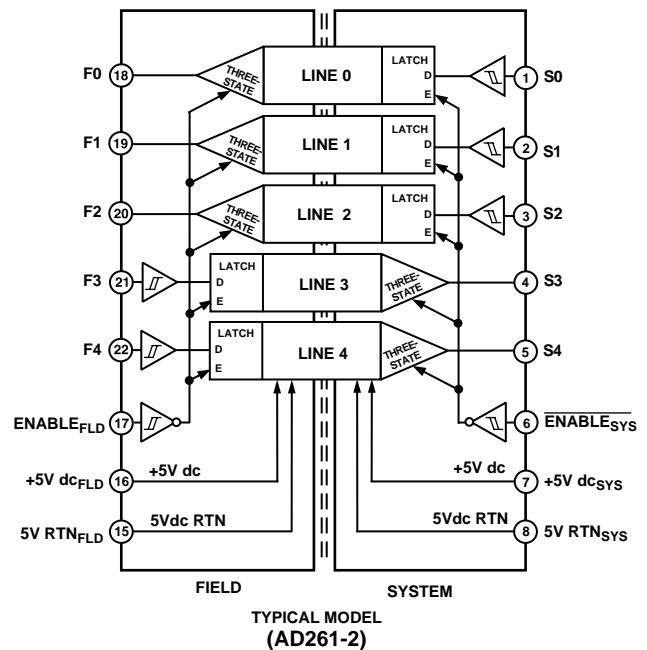 F0 18 THREE-STATE LINE 0 LATCH D E 1 S0
F1 19 THREE-STATE LINE 1 LATCH D E 2 S1
F2 20 THREE-STATE LINE 2 LATCH D E 3 S2
F3 21 LATCH D E LINE 3 THREE-STATE 4 S3
F4 22 LATCH D E LINE 4 THREE-STATE 5 S4
ENABLEFLD 17 6 ENABLESYS
+5V dcFLD 16 +5V dc +5V dc 7 +5V dcSYS
5V RTNFLD 15 5Vdc RTN 5Vdc RTN 8 5V RTNSYS
FIELD SYSTEM
TYPICAL MODEL
(AD261-2)